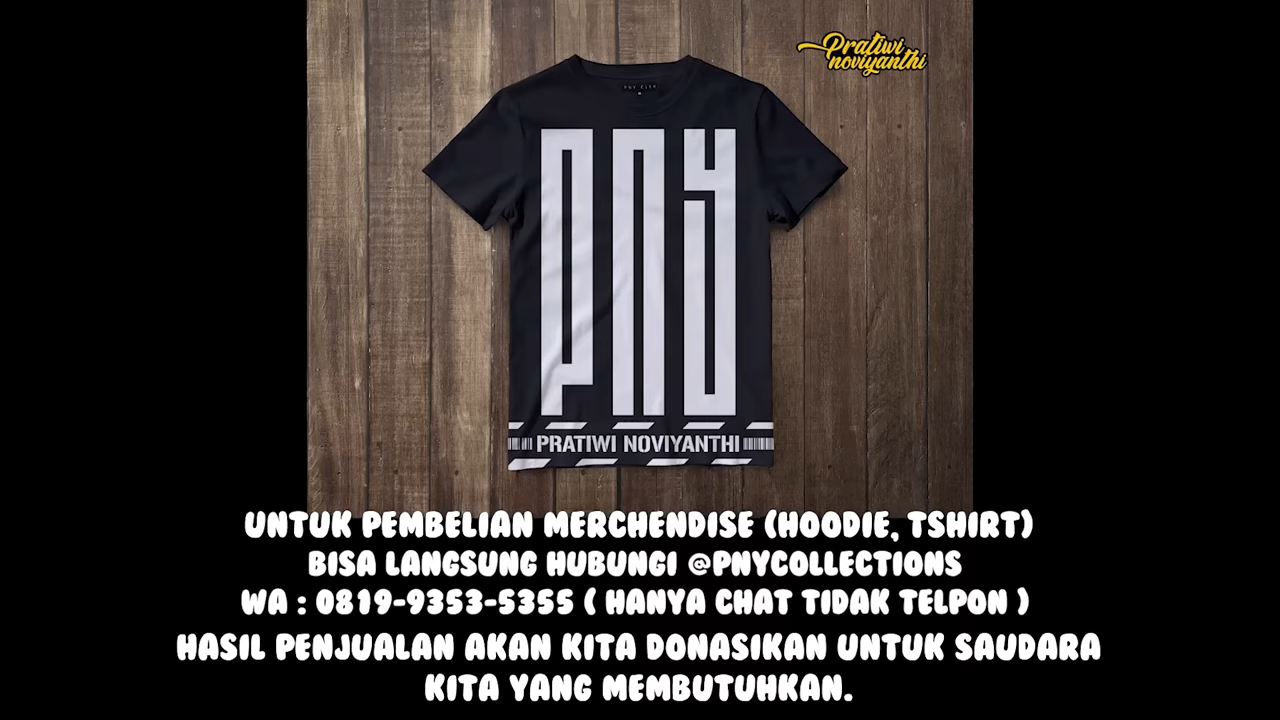 Pratiwi
noviyanthi
PNY
PRATIWI NOVIYANTHI
UNTUK PEMBELIAN MERCHENDISE (HOODIE, TSHIRT)
BISA LANGSUNG HUBUNGI @PNYCOLLECTIONS
WA : 0819-9353-5355 ( HANYA CHAT TIDAK TELPON )
HASIL PENJUALAN AKAN KITA DONASIKAN UNTUK SAUDARA
KITA YANG MEMBUTUHKAN.